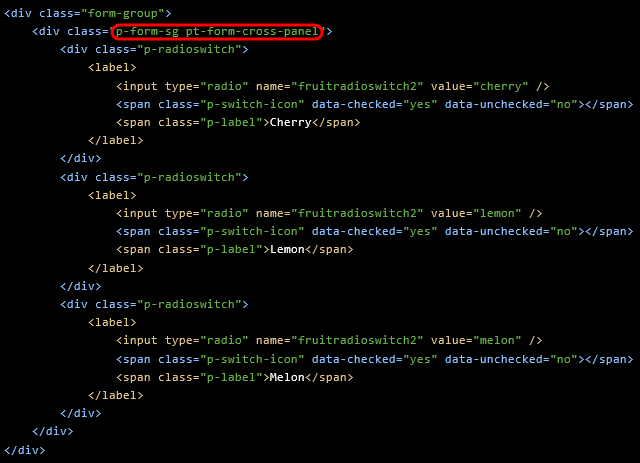 <div class="form-group">
<div class="p-form-sg pt-form-cross-panel">
<div class="p-radioswitch">
<label>
<input type="radio" name="fruitradioswitch2" value="cherry" />
<span class="p-switch-icon" data-checked="yes" data-unchecked="no"></span>
<span class="p-label">Cherry</span>
</label>
</div>
<div class="p-radioswitch">
<label>
<input type="radio" name="fruitradioswitch2" value="lemon" />
<span class="p-switch-icon" data-checked="yes" data-unchecked="no"></span>
<span class="p-label">Lemon</span>
</label>
</div>
<div class="p-radioswitch">
<label>
<input type="radio" name="fruitradioswitch2" value="melon" />
<span class="p-switch-icon" data-checked="yes" data-unchecked="no"></span>
<span class="p-label">Melon</span>
</label>
</div>
</div>
</div>